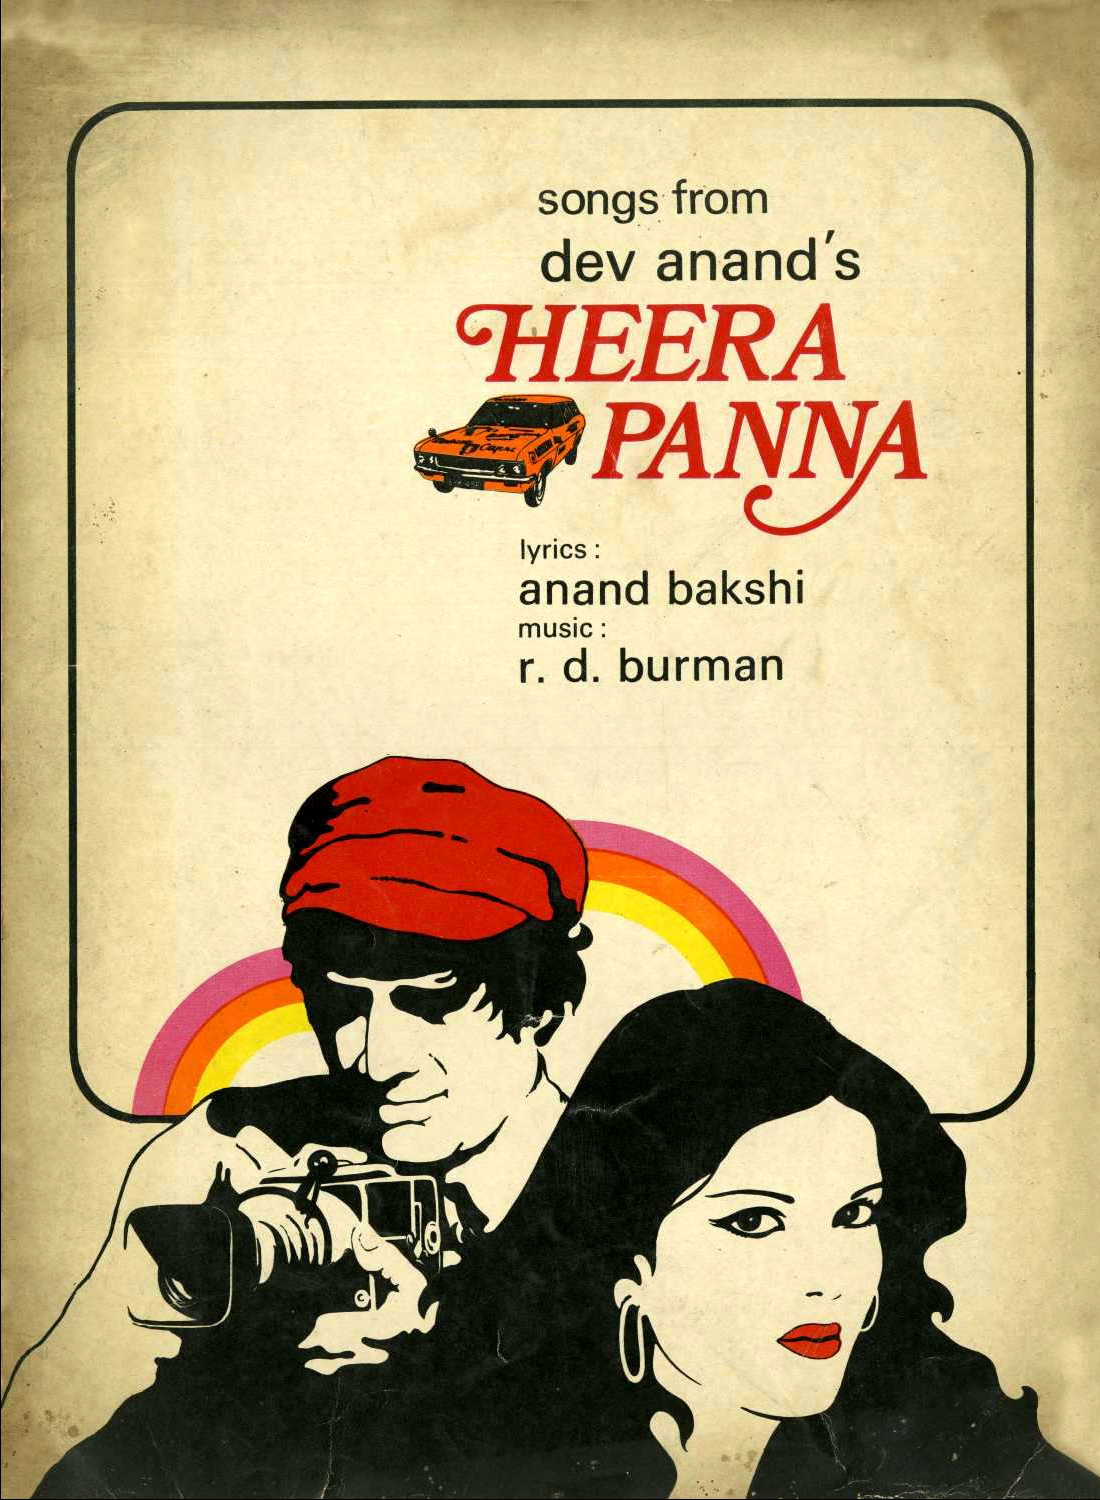 songs from
dev anand's
HEERA
PANNA
lyrics :
anand bakshi
music :
r. d. burman